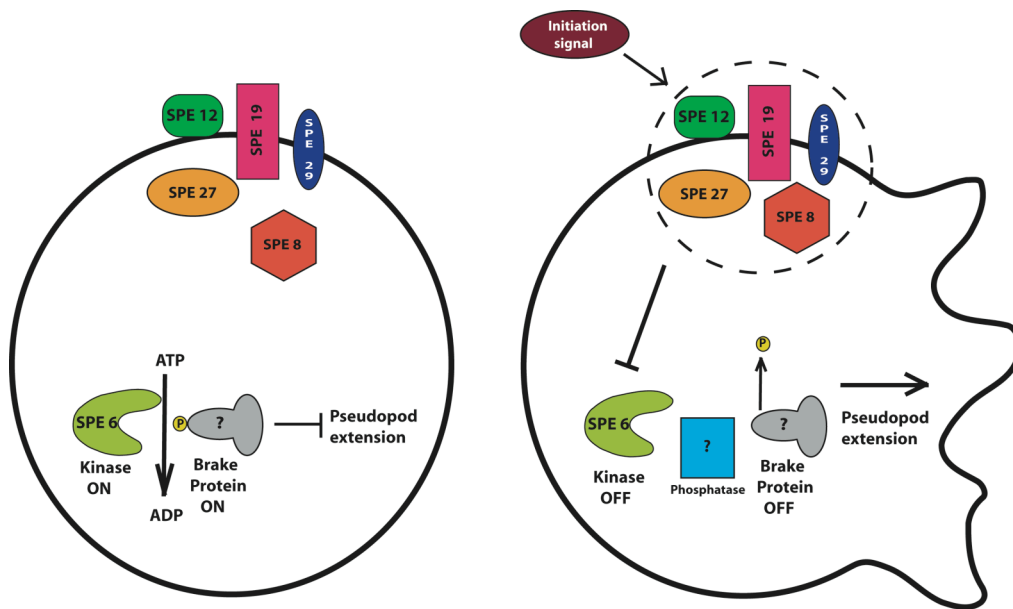 SPE 12
SPE 19
SPE 29
SPE 27
SPE 8
ATP
SPE 6
P
?
Pseudopod
extension
Kinase
ON
Brake
Protein
ON
ADP
Initiation
signal
SPE 12
SPE 19
SPE 29
SPE 27
SPE 8
P
SPE 6
?
?
Pseudopod
extension
Kinase
OFF
Phosphatase
Brake
Protein
OFF